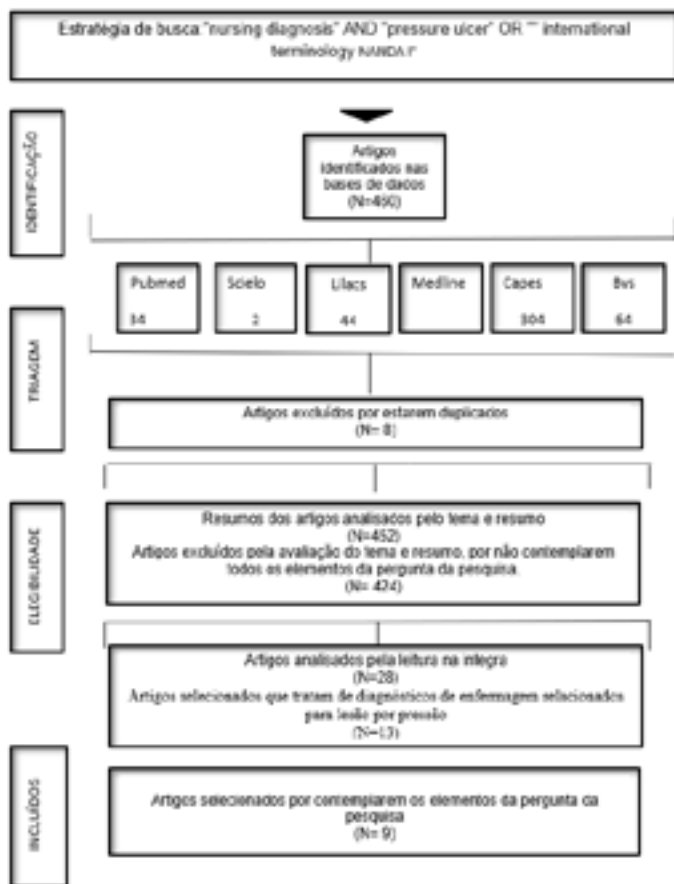 Estratégia de busca:"nursing diagnosis" AND "pressure ulcer" OR "" international
terminology NANDA I"
IDENTIFICAÇÃO
Artigos
identificados nas
bases de dados
(N=460)
Pubmed
34
Scielo
2
Lilacs
44
Medline
Capes
304
Bvs
64
TRIAGEM
Artigos excluídos por estarem duplicados
(N= 8)
ELEGIBILIDADE
Resumos dos artigos analisados pelo tema e resumo
(N=452)
Artigos excluídos pela avaliação do tema e resumo, por não contemplarem
todos os elementos da pergunta da pesquisa.
(N= 424)
Artigos analisados pela leitura na integra
(N=28)
Artigos selecionados que tratam de diagnósticos de enfermagem relacionados
para lesão por pressão
(N=13)
INCLUÍDOS
Artigos selecionados por contemplarem os elementos da pergunta da
pesquisa
(N= 9)